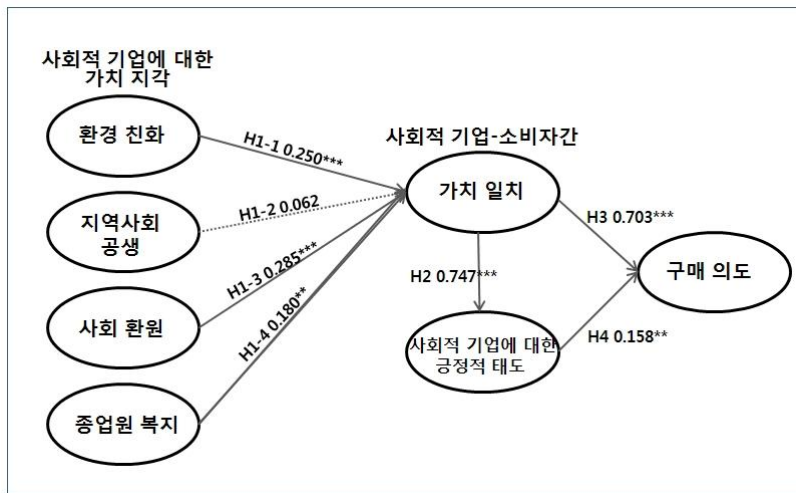 사회적 기업에 대한
가치 지각
환경 친화
H1-1 0.250***
사회적 기업-소비자간
가치 일치
지역사회
공생
H1-2 0.062
H3 0.703***
구매 의도
H1-3 0.285***
H2 0.747***
사회 환원
H1-4 0.180**
사회적 기업에 대한
긍정적 태도
H4 0.158**
종업원 복지